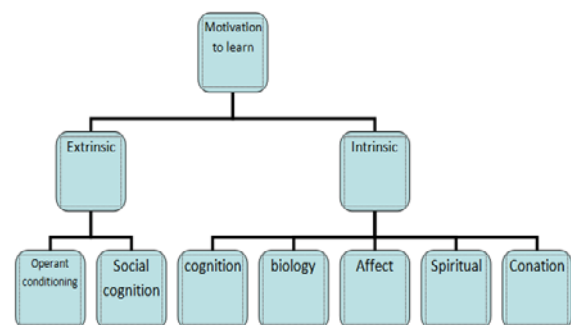 Motivation
to learn
Extrinsic
Intrinsic
Operant
conditioning
Social
cognition
cognition
biology
Affect
Spiritual
Conation